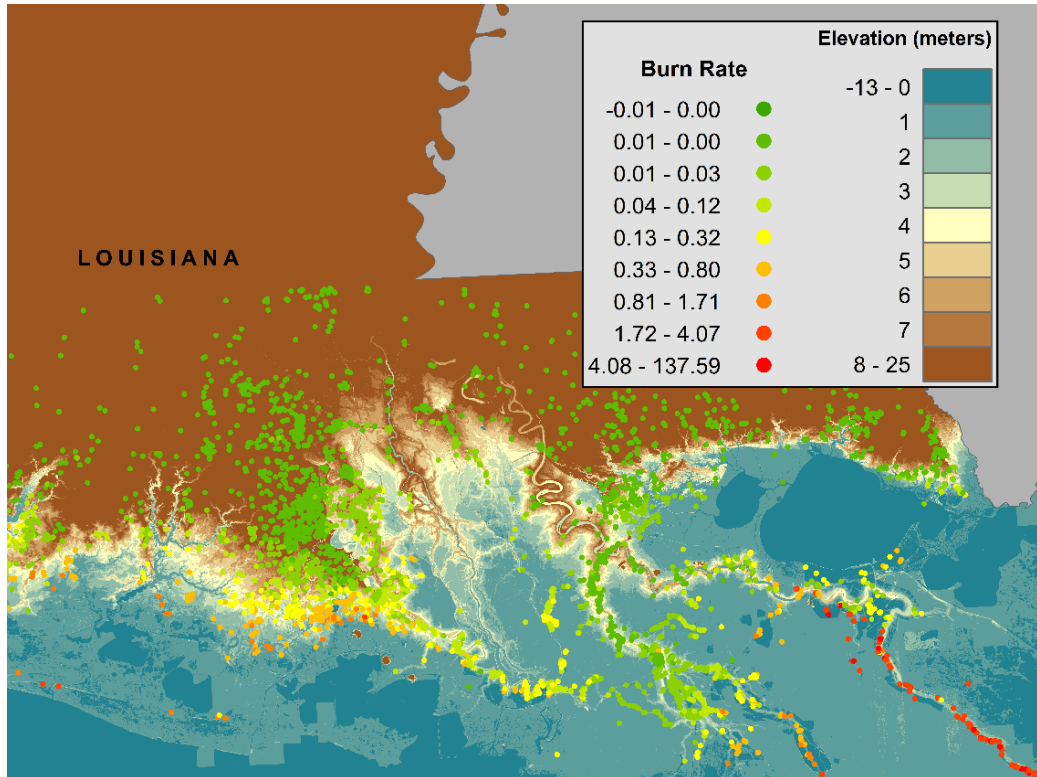 Elevation (meters)
Burn Rate
-0.01 - 0.00
0.01 - 0.00
0.01 - 0.03
0.04 - 0.12
0.13 - 0.32
0.33 - 0.80
0.81 - 1.71
1.72 - 4.07
4.08 - 137.59
-13 - 0
1
2
3
4
5
6
7
8 - 25
LOUISIANA